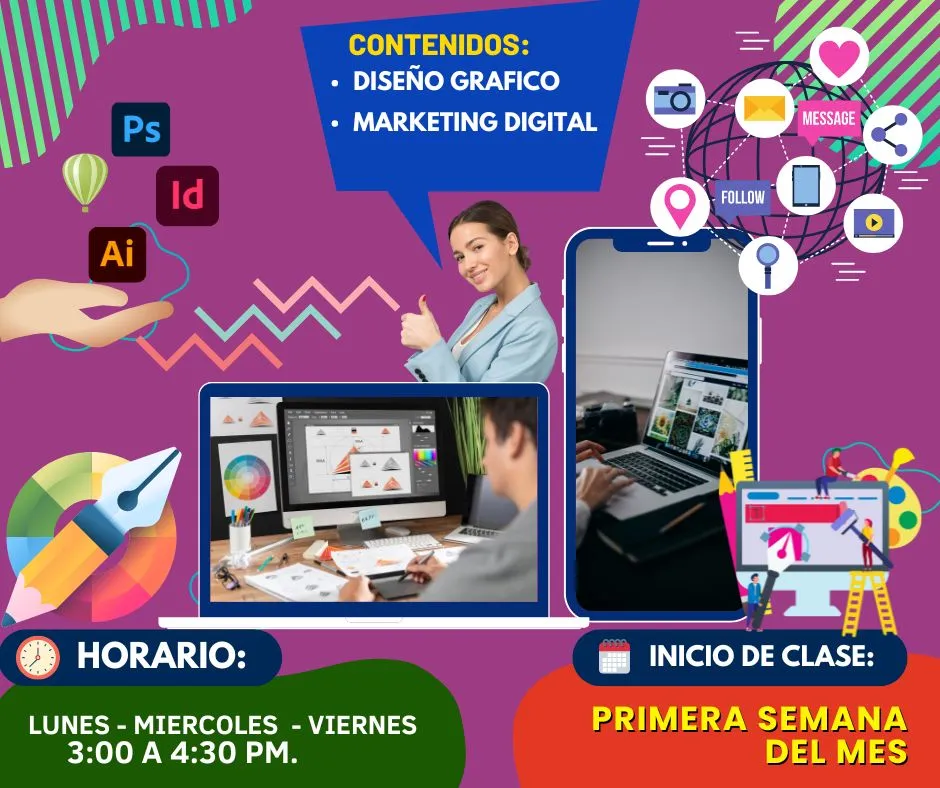 CONTENIDOS:
• DISEÑO GRAFICO
• MARKETING DIGITAL
Ps
Id
Ai
MESSAGE
FOLLOW
HORARIO:
LUNES - MIERCOLES - VIERNES
3:00 A 4:30 PM.
INICIO DE CLASE:
PRIMERA SEMANA
DEL MES